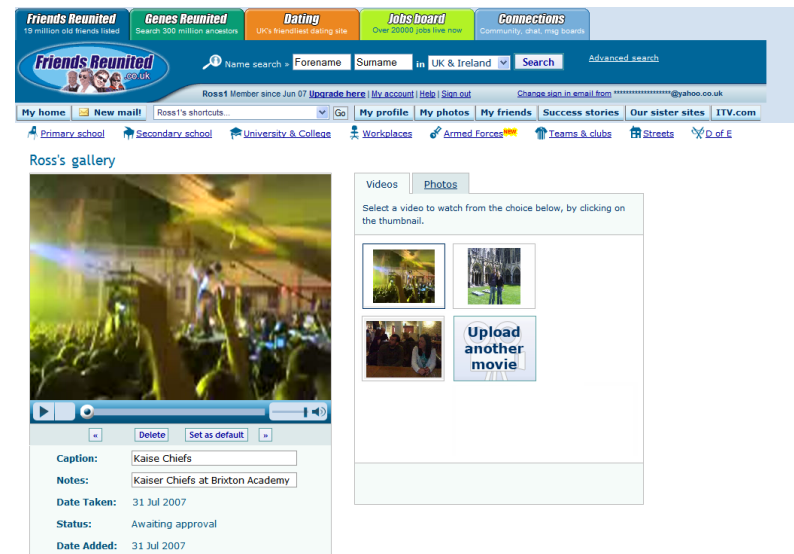 Friends Reunited
19 million old friends listed
Genes Reunited
Search 300 million ancestors
Dating
UK's friendliest dating site
Jobsboard
Over 20000 jobs live now
Connections
Community, chat, msg boards
Friends Reunited
.co.uk
Name search » Forename Surname in UK & Ireland Search Advanced search
Ross1 Member since Jun 07 Upgrade here | My account | Help | Sign out Change sign in email from *******************@yahoo.co.uk
My home New mail! Ross1's shortcuts... Go My profile My photos My friends Success stories Our sister sites ITV.com
Primary school Secondary school University & College Workplaces Armed Forces NEW Teams & clubs Streets D of E
Ross's gallery
Videos Photos
Select a video to watch from the choice below, by clicking on
the thumbnail.
Upload
another
movie
« Delete Set as default »
Caption: Kaise Chiefs
Notes: Kaiser Chiefs at Brixton Academy
Date Taken: 31 Jul 2007
Status: Awaiting approval
Date Added: 31 Jul 2007